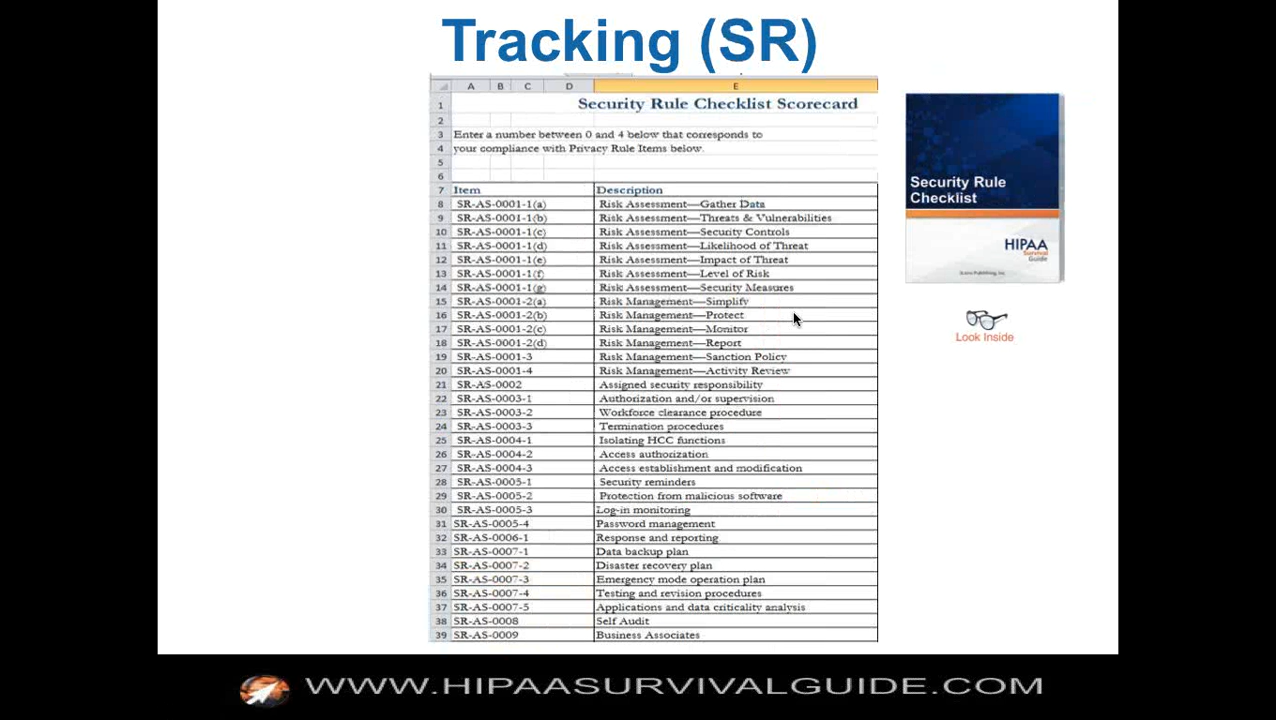 Tracking (SR)
A B C D E
1 Security Rule Checklist Scorecard
2
3 Enter a number between 0 and 4 below that corresponds to
4 your compliance with Privacy Rule Items below.
5
6
7 Item Description
8 SR-AS-0001-1(a) Risk Assessment—Gather Data
9 SR-AS-0001-1(b) Risk Assessment—Threats & Vulnerabilities
10 SR-AS-0001-1(c) Risk Assessment—Security Controls
11 SR-AS-0001-1(d) Risk Assessment—Likelihood of Threat
12 SR-AS-0001-1(e) Risk Assessment—Impact of Threat
13 SR-AS-0001-1(f) Risk Assessment—Level of Risk
14 SR-AS-0001-1(g) Risk Assessment—Security Measures
15 SR-AS-0001-2(a) Risk Management—Simplify
16 SR-AS-0001-2(b) Risk Management—Protect
17 SR-AS-0001-2(c) Risk Management—Monitor
18 SR-AS-0001-2(d) Risk Management—Report
19 SR-AS-0001-3 Risk Management—Sanction Policy
20 SR-AS-0001-4 Risk Management—Activity Review
21 SR-AS-0002 Assigned security responsibility
22 SR-AS-0003-1 Authorization and/or supervision
23 SR-AS-0003-2 Workforce clearance procedure
24 SR-AS-0003-3 Termination procedures
25 SR-AS-0004-1 Isolating HCC functions
26 SR-AS-0004-2 Access authorization
27 SR-AS-0004-3 Access establishment and modification
28 SR-AS-0005-1 Security reminders
29 SR-AS-0005-2 Protection from malicious software
30 SR-AS-0005-3 Log-in monitoring
31 SR-AS-0005-4 Password management
32 SR-AS-0006-1 Response and reporting
33 SR-AS-0007-1 Data backup plan
34 SR-AS-0007-2 Disaster recovery plan
35 SR-AS-0007-3 Emergency mode operation plan
36 SR-AS-0007-4 Testing and revision procedures
37 SR-AS-0007-5 Applications and data criticality analysis
38 SR-AS-0008 Self Audit
39 SR-AS-0009 Business Associates
Security Rule
Checklist
HIPAA
Survival
Guide
Publishing, Inc
Look Inside
WWW.HIPAASURVIVALGUIDE.COM